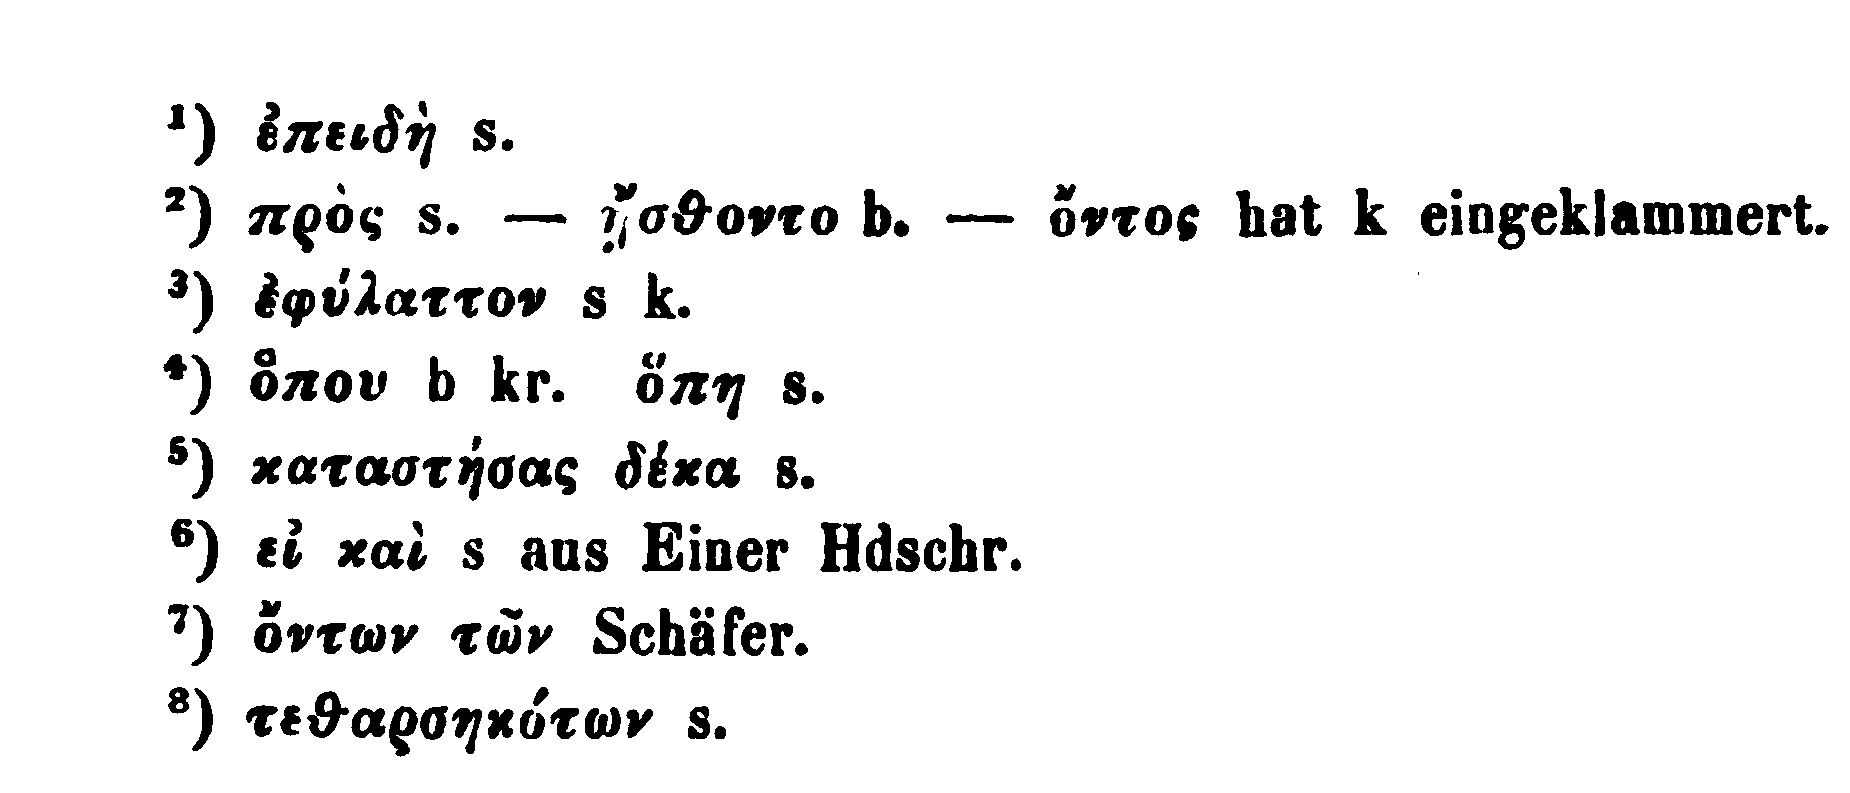 ¹) ἐπειδὴ s.
²) πρὸς s. — ᾔσθοντο b. — ὄντος hat k eingeklammert.
³) ἐφύλαττον s k.
⁴) ὅπου b kr. ὅπη s.
⁵) καταστήσας δέκα s.
⁶) εἰ καὶ s aus Einer Hdschr.
⁷) ὄντων τῶν Schäfer.
⁸) τεθαρσηκότων s.